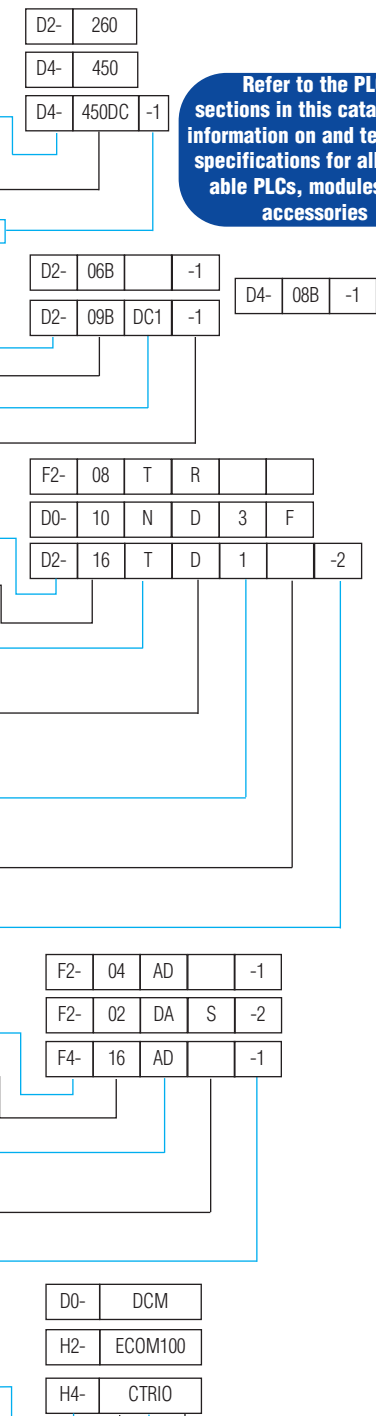 D2- 260
D4- 450
D4- 450DC -1
Refer to the PL
sections in this cata
information on and te
specifications for all
able PLCs, modules
accessories
D2- 06B -1
D4- 08B -1
D2- 09B DC1 -1
F2- 08 T R
D0- 10 N D 3 F
D2- 16 T D 1 -2
F2- 04 AD -1
F2- 02 DA S -2
F4- 16 AD -1
D0- DCM
H2- ECOM100
H4- CTRIO